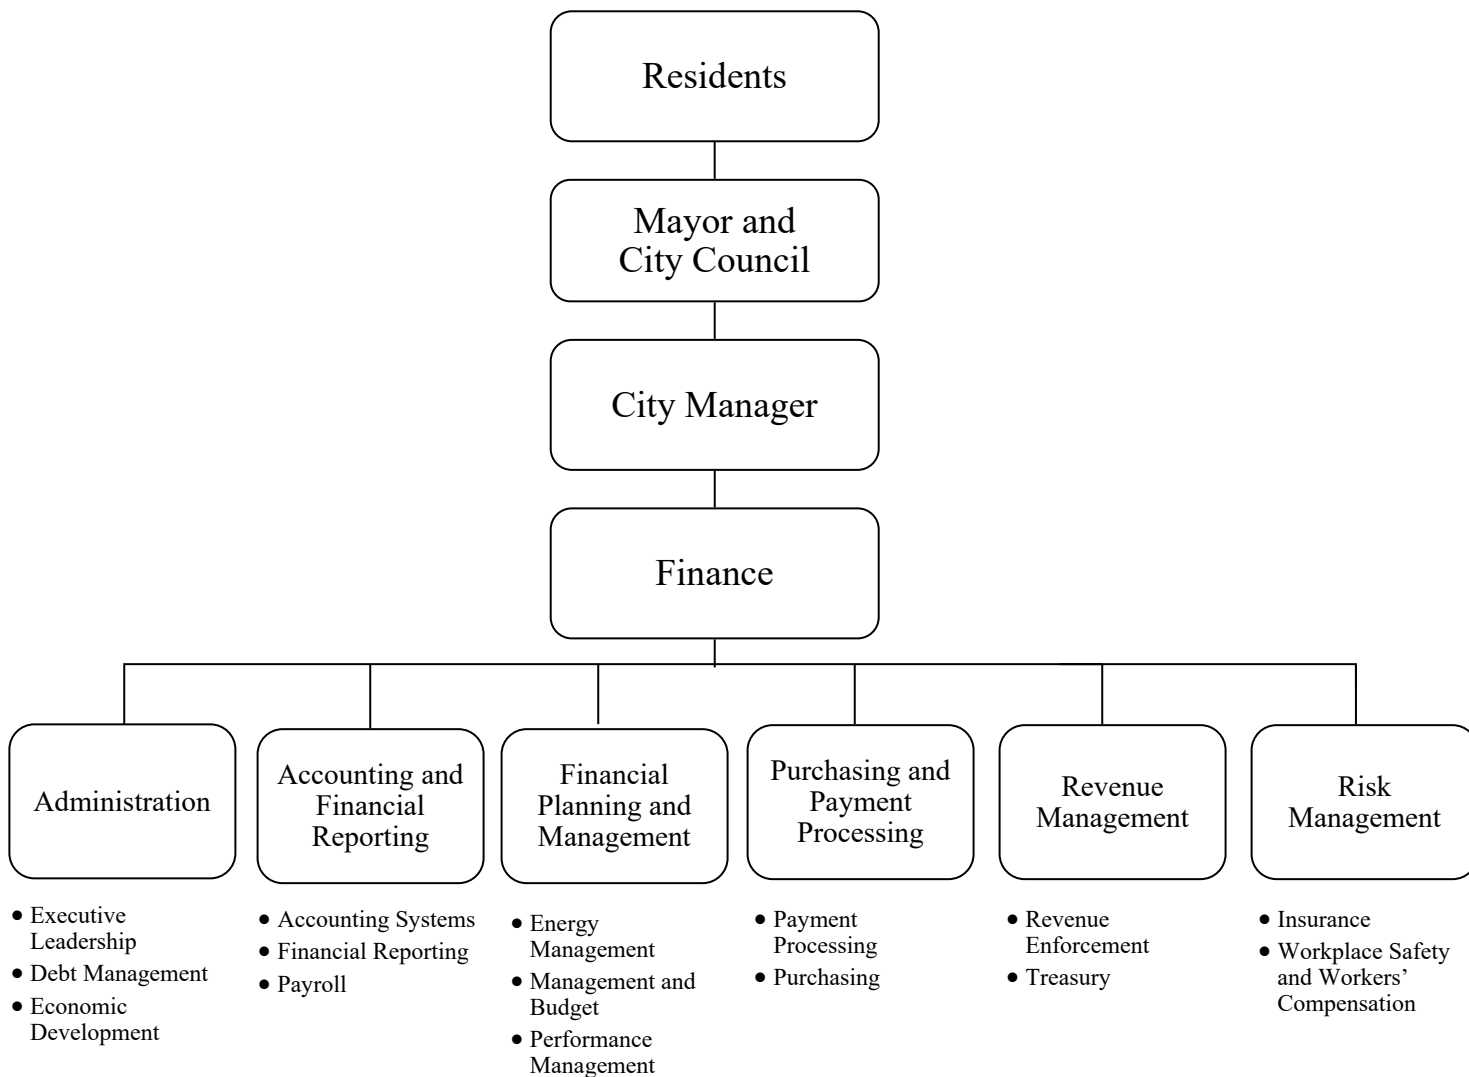 Residents
Mayor and
City Council
City Manager
Finance
Administration
Accounting and
Financial
Reporting
Financial
Planning and
Management
Purchasing and
Payment
Processing
Revenue
Management
Risk
Management
• Executive
Leadership
• Debt Management
• Economic
Development
• Accounting Systems
• Financial Reporting
• Payroll
• Energy
Management
• Management and
Budget
• Performance
Management
• Payment
Processing
• Purchasing
• Revenue
Enforcement
• Treasury
• Insurance
• Workplace Safety
and Workers’
Compensation